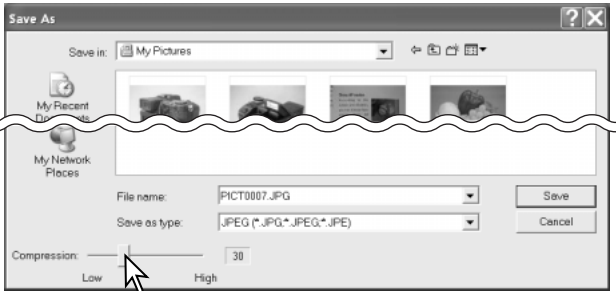 Save As
Save in: My Pictures
My Recent
Documents
My Network
Places
File name: PICT0007.JPG Save
Save as type: JPEG (*.JPG;*.JPEG;*.JPE) Cancel
Compression: 30
Low High